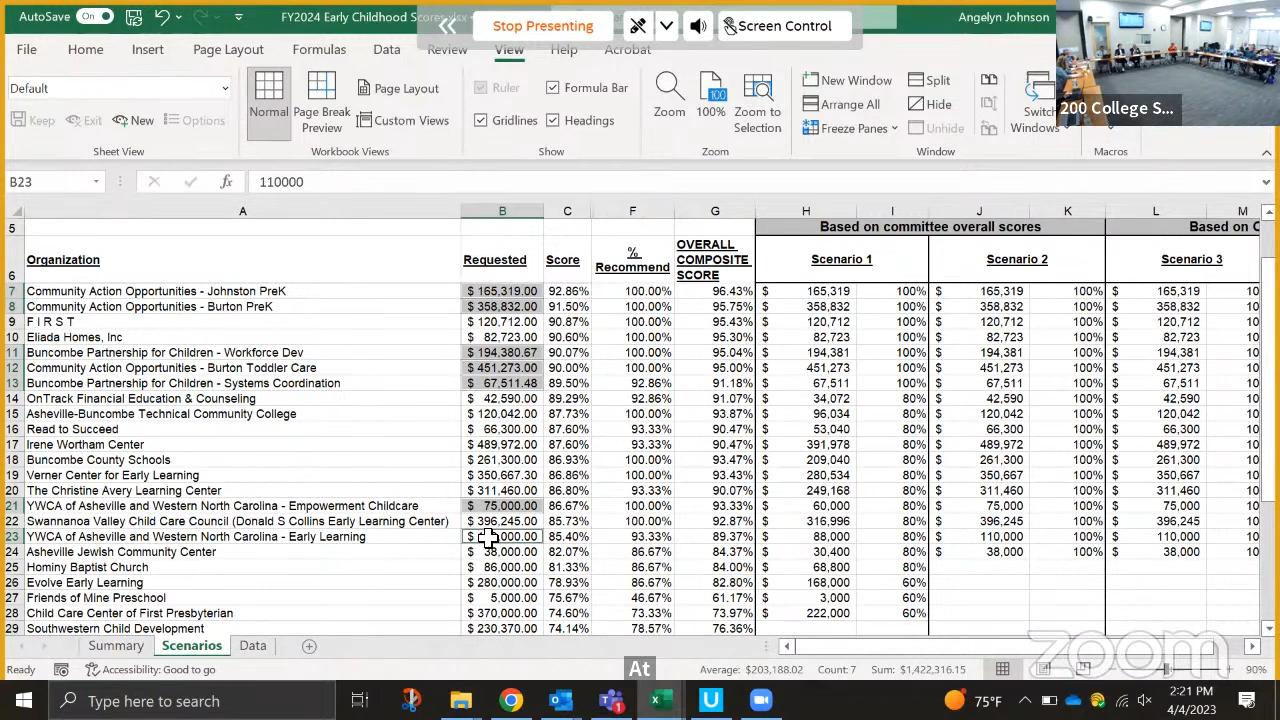 AutoSave On FY2024 Early Childhood Scores.xlsx Angelyn Johnson
Stop Presenting Screen Control
File Home Insert Page Layout Formulas Data Review View Help Acrobat
Default
Keep Exit New Options
Sheet View
Normal Page Break Preview Page Layout Custom Views
Workbook Views
Ruler Formula Bar
Gridlines Headings
Show
Zoom 100% Zoom to Selection
100
Zoom
New Window Arrange All Freeze Panes Split Hide Unhide Switch Windows
Window
Macros
200 College S...
B23 fx 110000
A B C F G H I J K L M
5 Based on committee overall scores Based on C
6 Organization Requested Score % Recommend OVERALL COMPOSITE SCORE Scenario 1 Scenario 2 Scenario 3
7 Community Action Opportunities - Johnston PreK $ 165,319.00 92.86% 100.00% 96.43% $ 165,319 100% $ 165,319 100% $ 165,319 10
8 Community Action Opportunities - Burton PreK $ 358,832.00 91.50% 100.00% 95.75% $ 358,832 100% $ 358,832 100% $ 358,832 10
9 F I R S T $ 120,712.00 90.87% 100.00% 95.43% $ 120,712 100% $ 120,712 100% $ 120,712 10
10 Eliada Homes, Inc $ 82,723.00 90.60% 100.00% 95.30% $ 82,723 100% $ 82,723 100% $ 82,723 10
11 Buncombe Partnership for Children - Workforce Dev $ 194,380.67 90.07% 100.00% 95.04% $ 194,381 100% $ 194,381 100% $ 194,381 10
12 Community Action Opportunities - Burton Toddler Care $ 451,273.00 90.00% 100.00% 95.00% $ 451,273 100% $ 451,273 100% $ 451,273 10
13 Buncombe Partnership for Children - Systems Coordination $ 67,511.48 89.50% 92.86% 91.18% $ 67,511 100% $ 67,511 100% $ 67,511 10
14 OnTrack Financial Education & Counseling $ 42,590.00 89.29% 92.86% 91.07% $ 34,072 80% $ 42,590 100% $ 42,590 10
15 Asheville-Buncombe Technical Community College $ 120,042.00 87.73% 100.00% 93.87% $ 96,034 80% $ 120,042 100% $ 120,042 10
16 Read to Succeed $ 66,300.00 87.60% 93.33% 90.47% $ 53,040 80% $ 66,300 100% $ 66,300 10
17 Irene Wortham Center $ 489,972.00 87.60% 100.00% 93.80% $ 391,978 80% $ 489,972 100% $ 489,972 10
18 Buncombe County Schools $ 261,300.00 86.93% 100.00% 93.47% $ 209,040 80% $ 261,300 100% $ 261,300 10
19 Verner Center for Early Learning $ 350,667.30 86.86% 100.00% 93.43% $ 280,534 80% $ 350,667 100% $ 350,667 10
20 The Christine Avery Learning Center $ 311,460.00 86.80% 93.33% 90.07% $ 249,168 80% $ 311,460 100% $ 311,460 10
21 YWCA of Asheville and Western North Carolina - Empowerment Childcare $ 75,000.00 86.67% 100.00% 93.33% $ 60,000 80% $ 75,000 100% $ 75,000 10
22 Swannanoa Valley Child Care Council (Donald S Collins Early Learning Center) $ 396,245.00 85.73% 100.00% 92.87% $ 316,996 80% $ 396,245 100% $ 396,245 10
23 YWCA of Asheville and Western North Carolina - Early Learning $ 85.40% 93.33% 89.37% $ 88,000 80% $ 110,000 100% $ 110,000 10
24 Asheville Jewish Community Center $ 38,000.00 82.07% 86.67% 84.37% $ 30,400 80% $ 38,000 100% $ 38,000 10
25 Hominy Baptist Church $ 86,000.00 81.33% 86.67% 84.00% $ 68,800 80%
26 Evolve Early Learning $ 280,000.00 78.93% 86.67% 82.80% $ 168,000 60%
27 Friends of Mine Preschool $ 5,000.00 75.67% 46.67% 61.17% $ 3,000 60%
28 Child Care Center of First Presbyterian $ 370,000.00 74.60% 73.33% 73.97% $ 222,000 60%
29 Southwestern Child Development $ 230,370.00 74.14% 78.57% 76.36%
Summary Scenarios Data
zoom
Ready Accessibility: Good to go At Average: $203,188.02 Count: 7 Sum: $1,422,316.15 90%
Type here to search 75°F 2:21 PM
4/4/2023